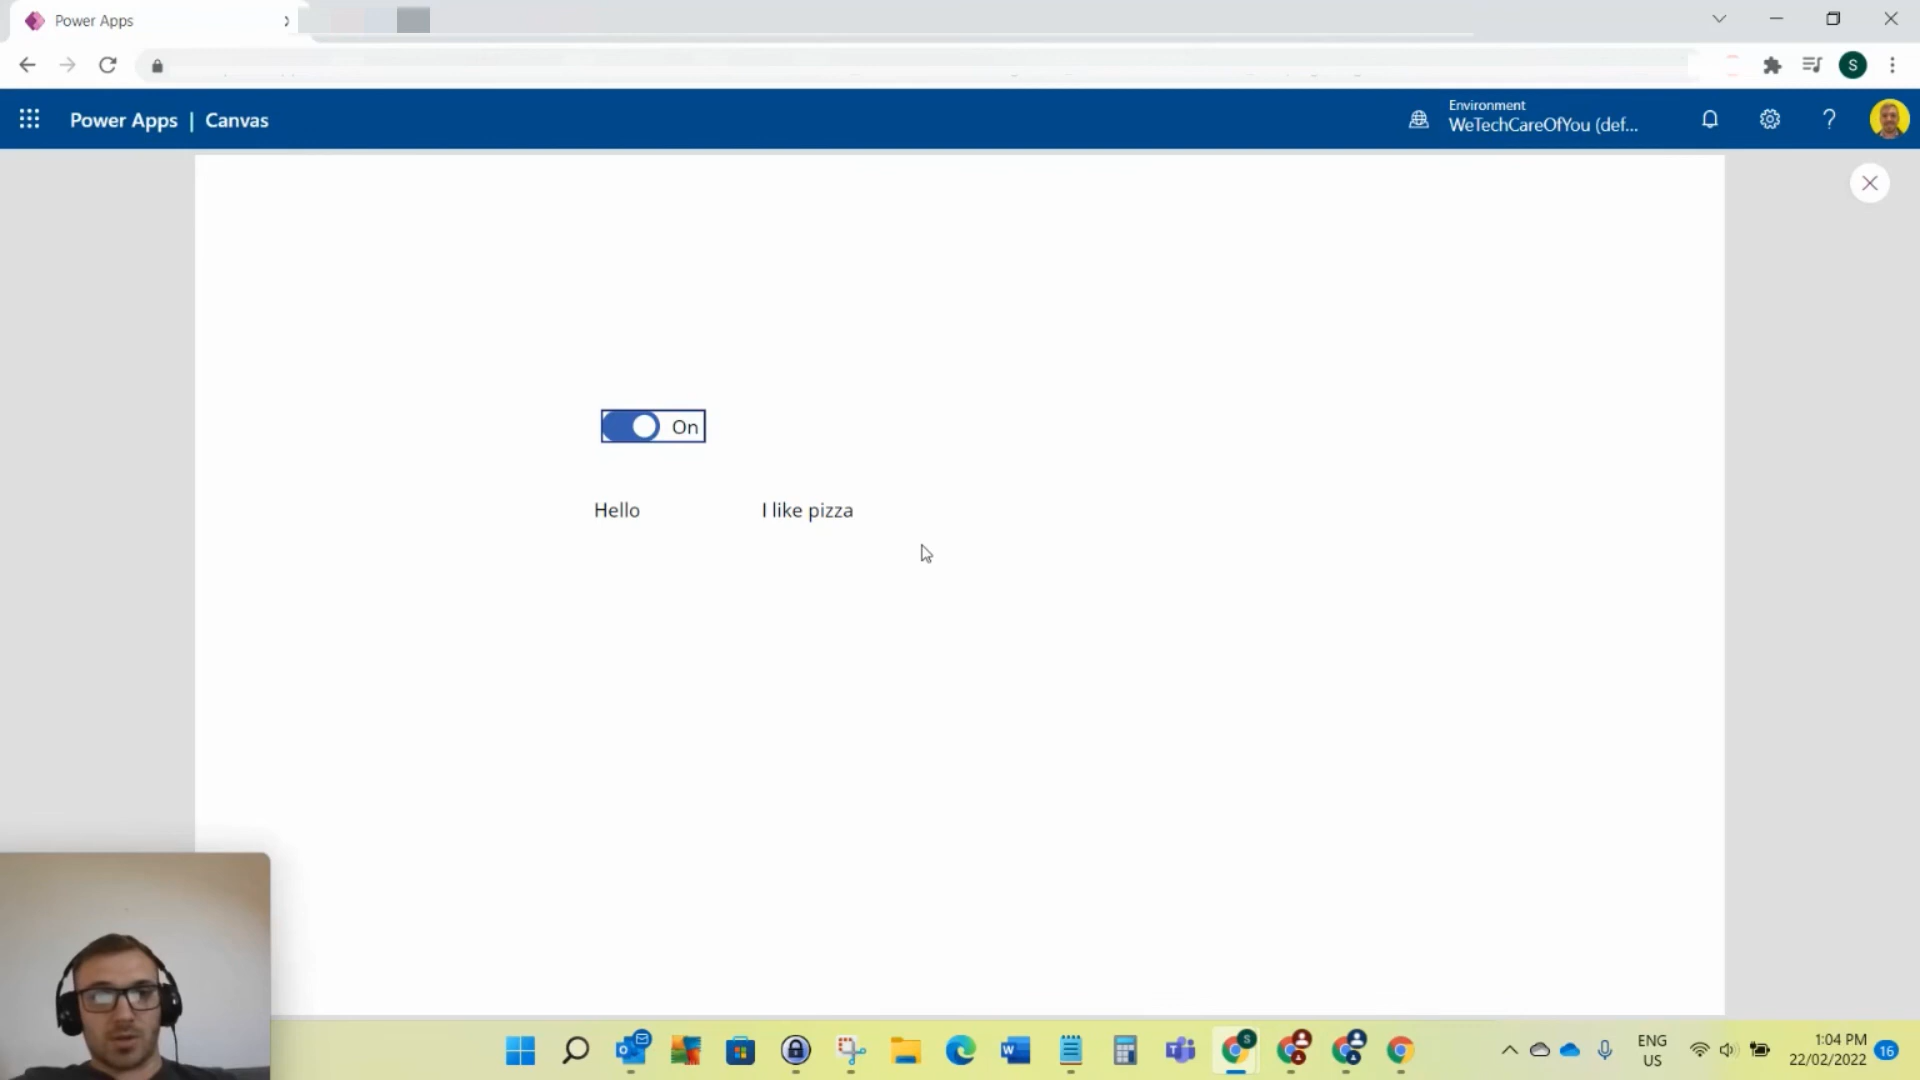 Power Apps
S
Power Apps | Canvas
Environment
WeTechCareOfYou (def...
?
On
Hello
I like pizza
ENG
US
1:04 PM
22/02/2022
16